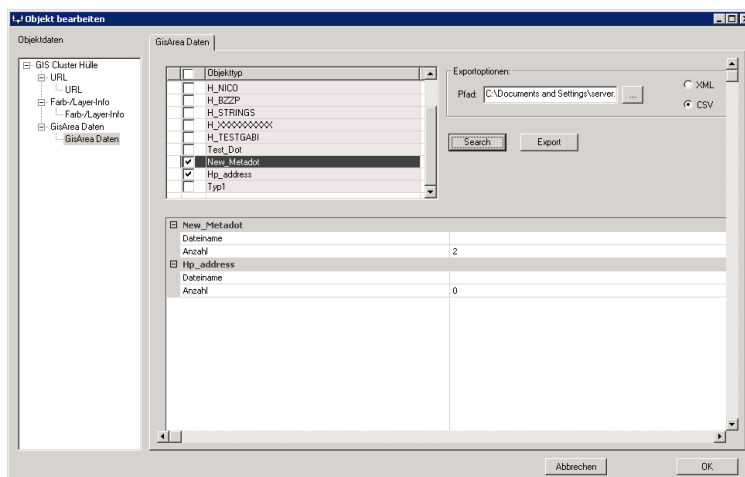 Objekt bearbeiten
Objektdaten
GIS Cluster Hülle
URL
URL
Farb-/Layer-Info
Farb-/Layer-Info
GisArea Daten
GisArea Daten
GisArea Daten
Objekttyp
H_NICO
H_BZZP
H_STRINGS
H_XXXXXXXXX
H_TESTGABI
Test_Dot
New_Metadot
Hp_address
Typ1
Exportoptionen:
Pfad: C:\Documents and Settings\server. ...
XML
CSV
Search Export
New_Metadot
Dateiname
Anzahl 2
Hp_address
Dateiname
Anzahl 0
Abbrechen OK